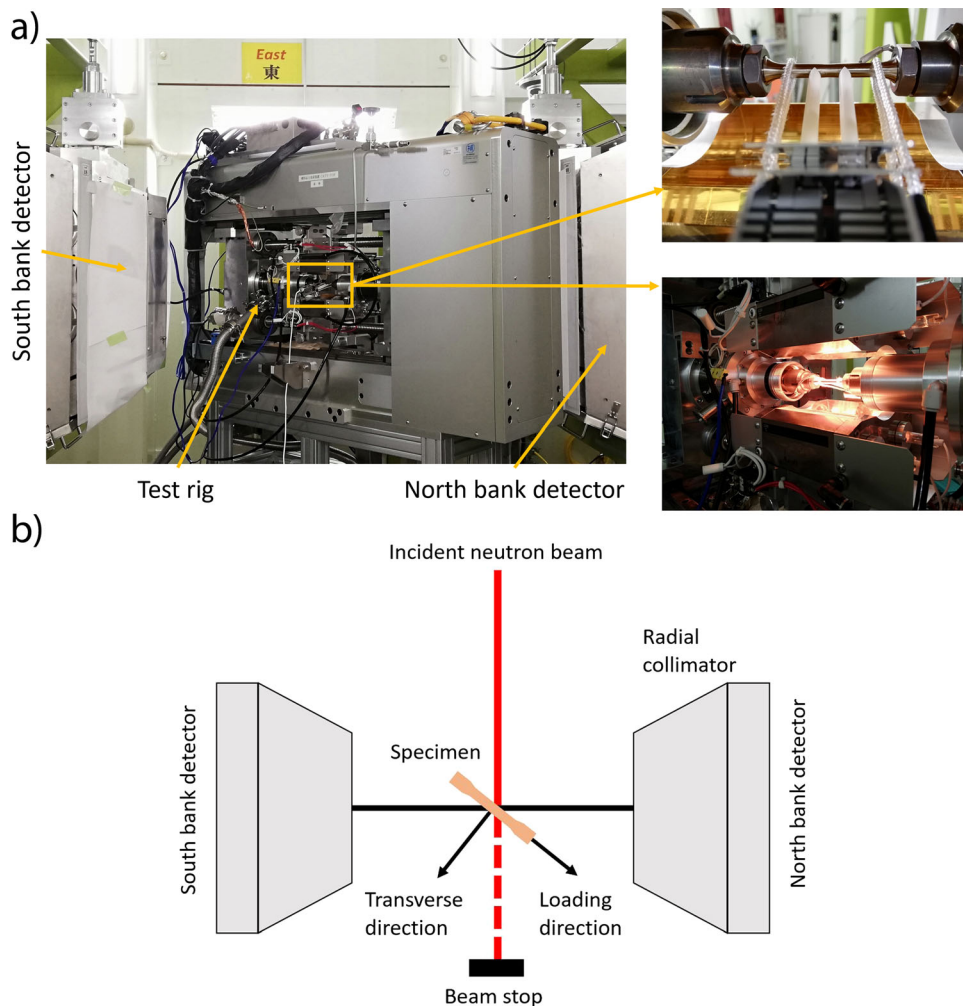 a)
East
東
South bank detector
Test rig
North bank detector
b)
Incident neutron beam
Radial
collimator
South bank detector
Specimen
North bank detector
Transverse
direction
Loading
direction
Beam stop